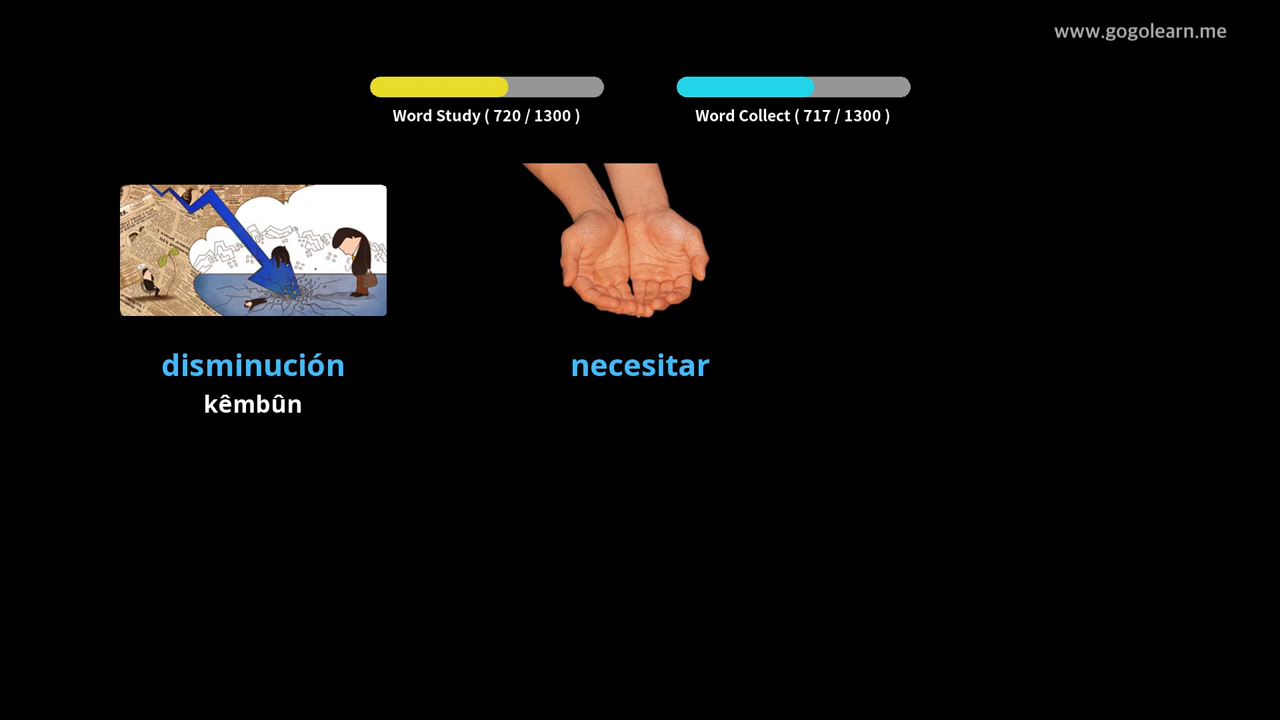 www.gogolearn.me
Word Study ( 720 / 1300 )
Word Collect ( 717 / 1300 )
disminución
necesitar
kêmbûn